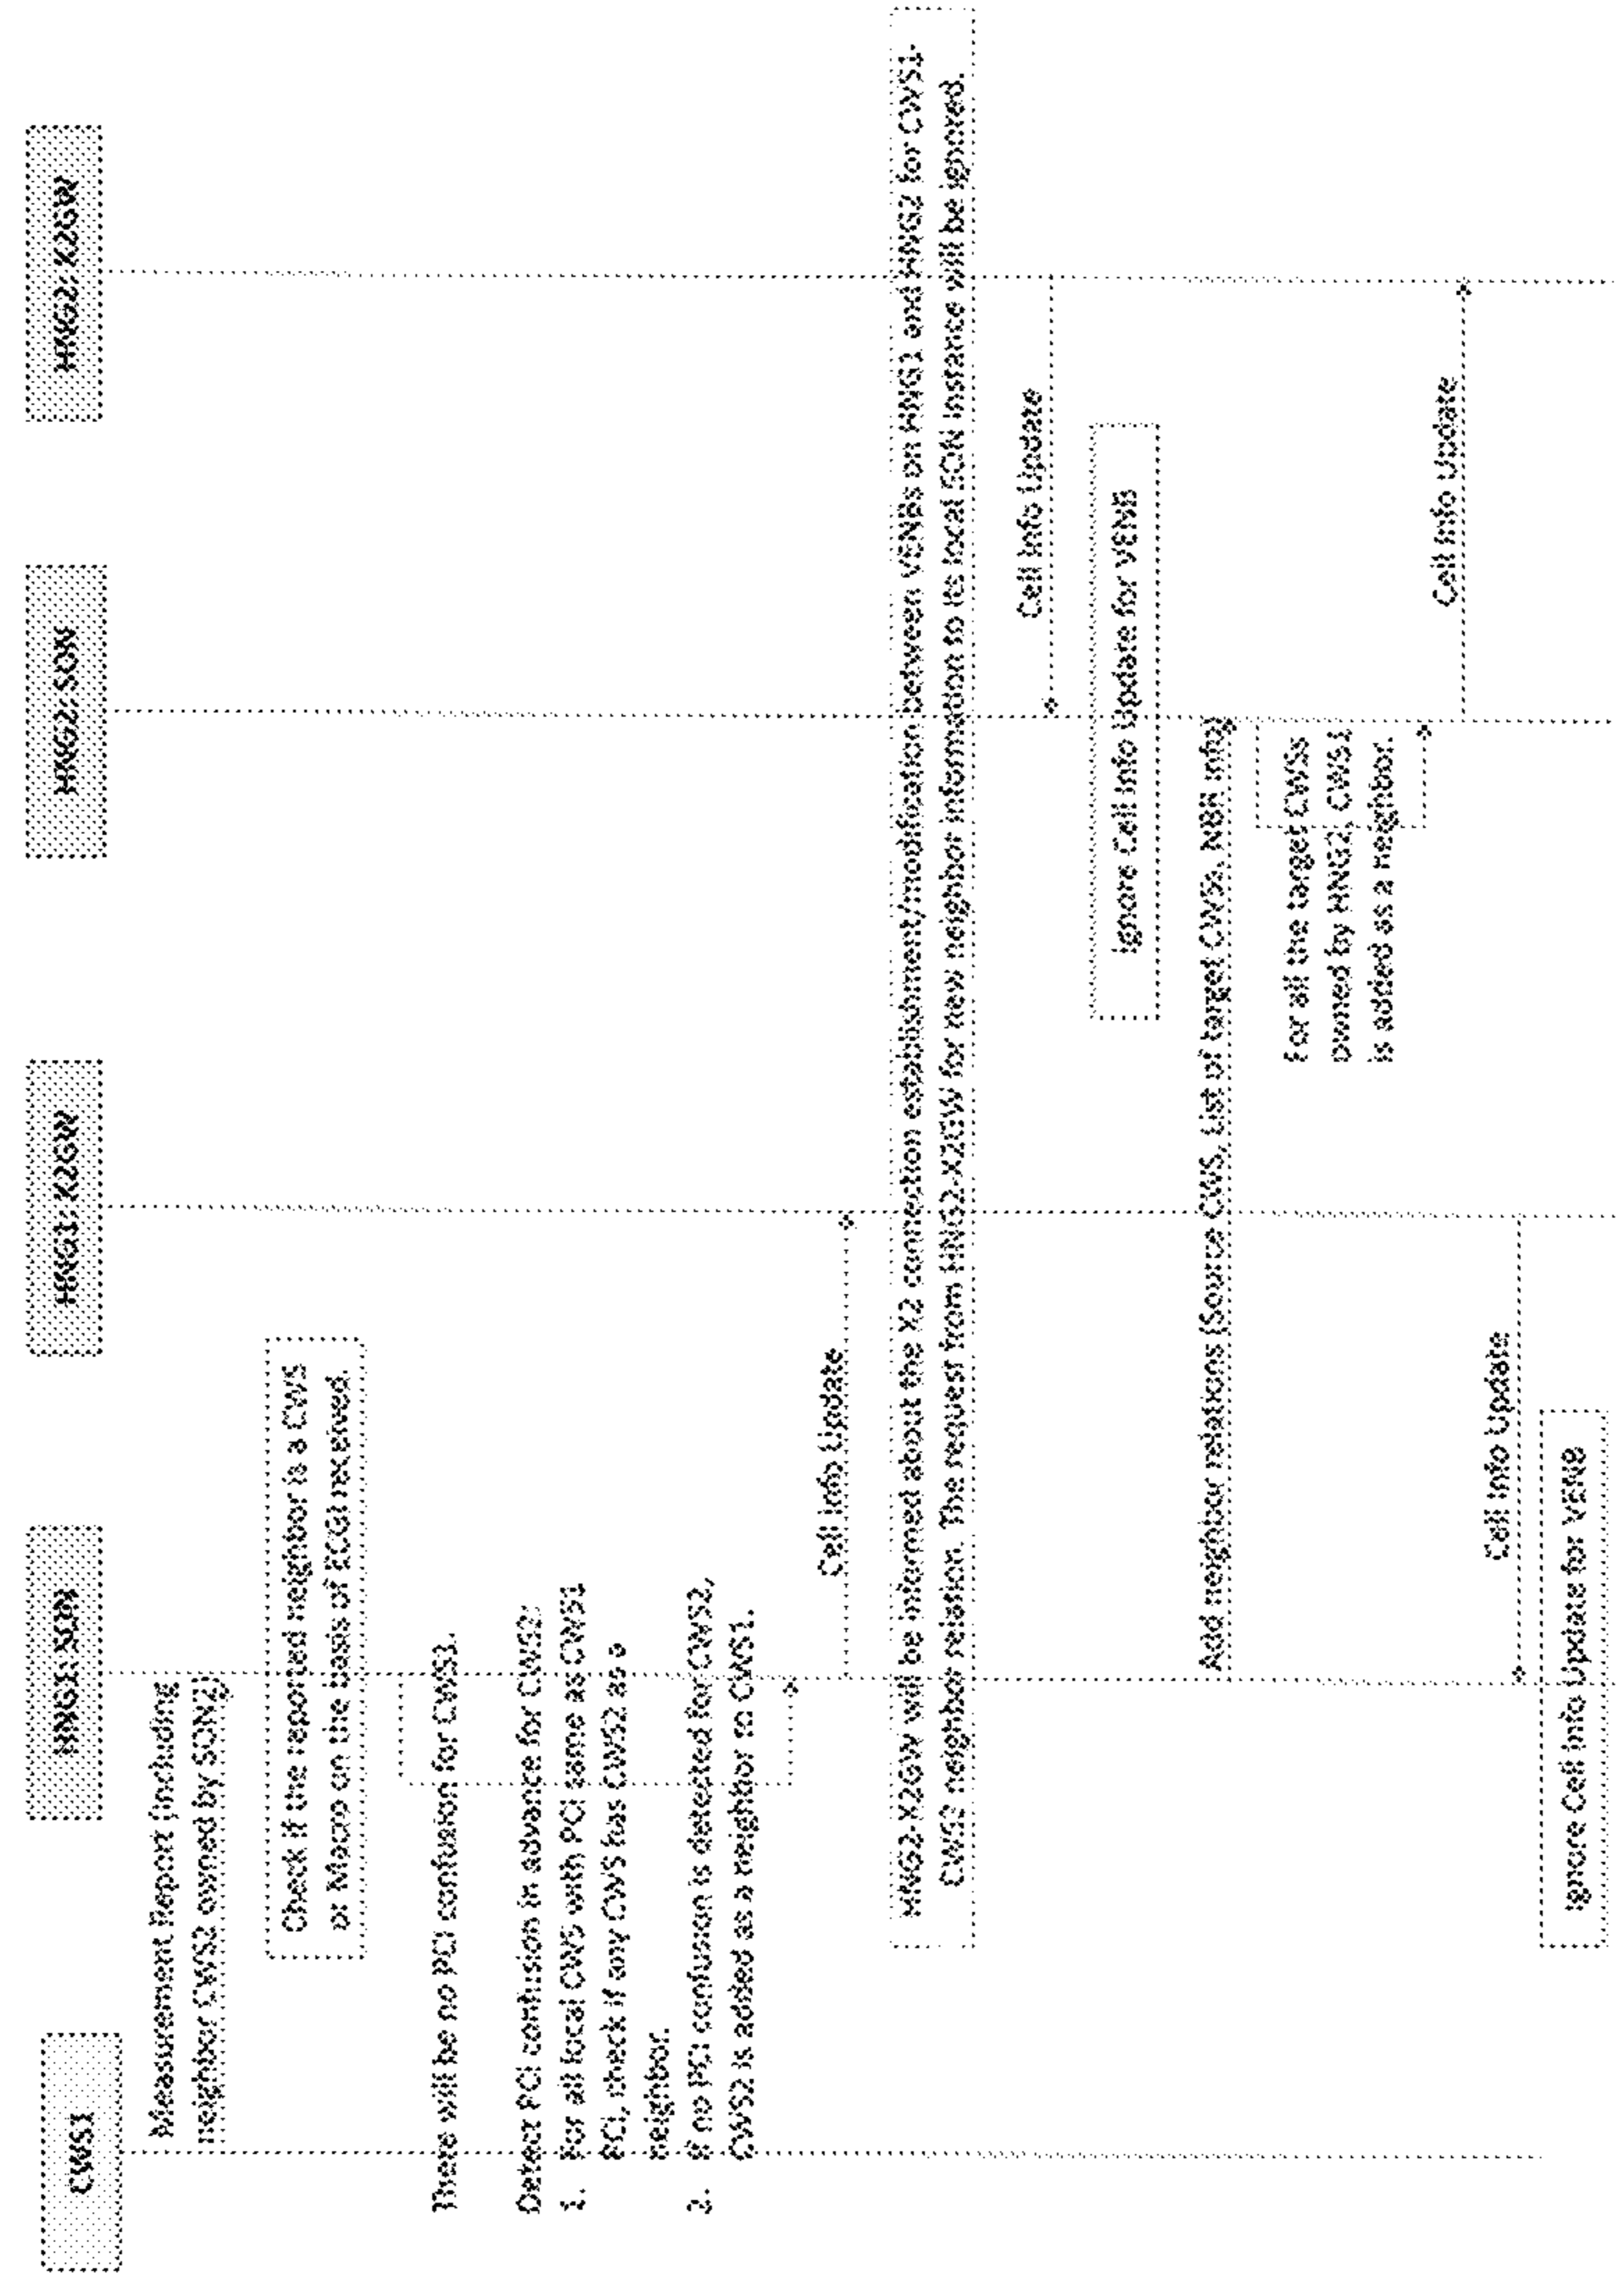 CWS1
HNG1: SON
HNG1: X2GW
HNG2: SON
HNG2: X2GW
Measurement Report (including
neighbor CWS2 owned by SON2)
Check if the reported neighbor is a CWS
or Macro on the basis of ECGI received.
There will be no PCI confusion for CWS1.
Detect PCI confusion in advance for CWS2:
1. For all local CWS with PCI same as CWS1
PCI, check if any CWS has CWS2 as a
neighbor.
2. If no PCI confusion is detected for CWS2,
CWS2 is added as a neighbor to CWS1.
Cell Info Update
HNG2-X2GW will be informed about the X2 connection establishment/modification between VENBs on HNG1 and HNG2 for CWS1-
CWS2 neighbor relation. The request from HNG2-X2GW for new neighbor information to its local SON instance will be ignored.
Cell Info Update
Ignore Cell Info Update for VENB
Add neighbor relations (Source CWS, List of target CWSs, NBR info)
For all the target CWSs
owned by HNG2, CWS1
is added as a neighbor.
Cell Info Update
Cell Info Update
Ignore Cell Info Update for VENB